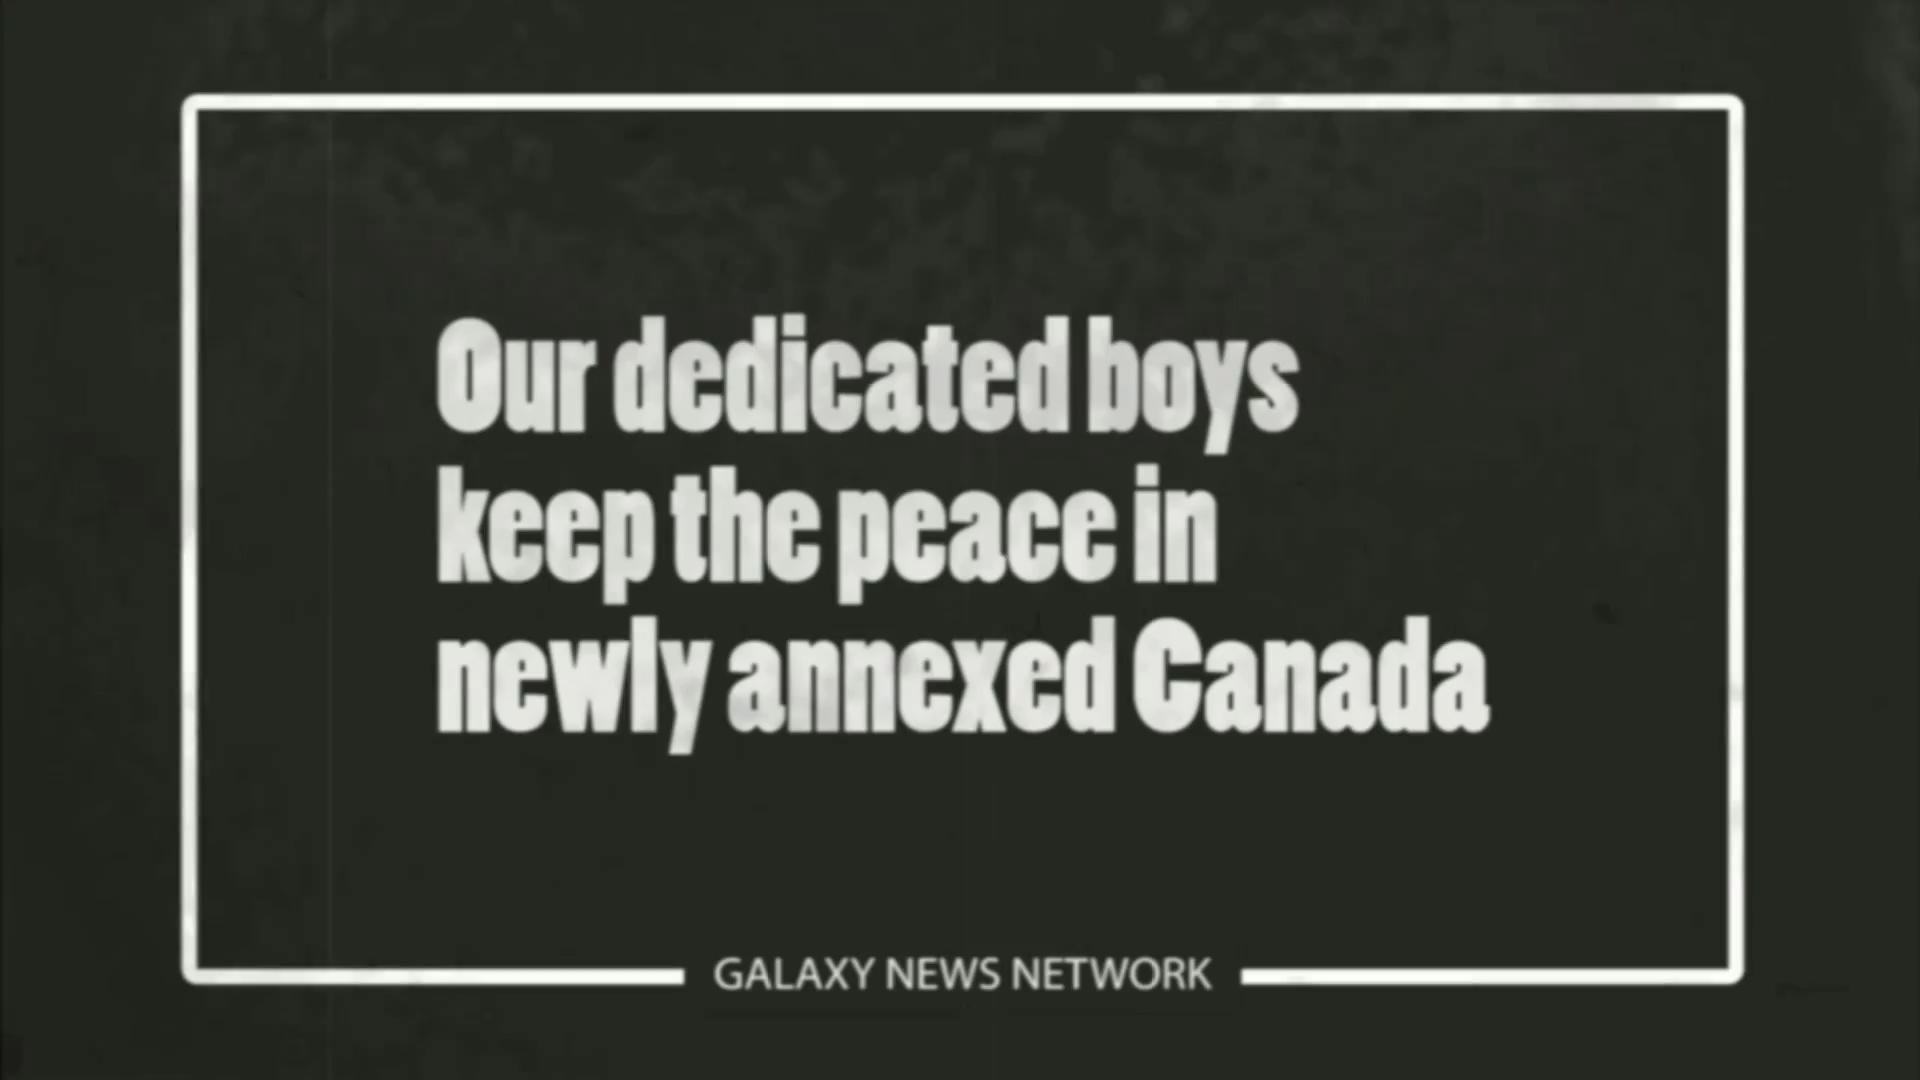 Our dedicated boys
keep the peace in
newly annexed Canada
GALAXY NEWS NETWORK